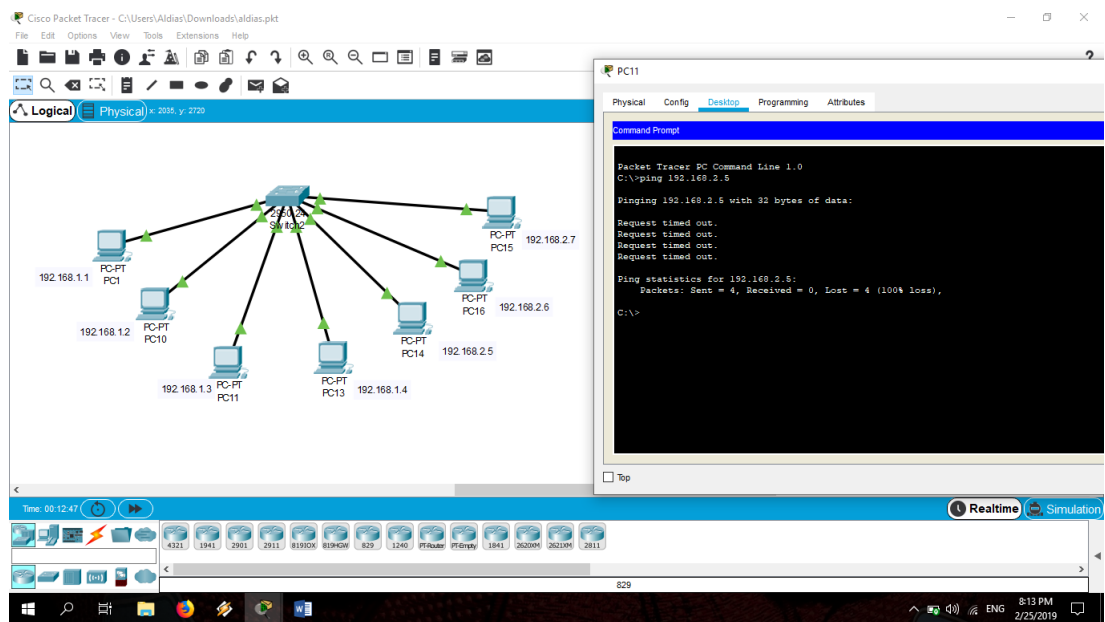 Cisco Packet Tracer - C:\Users\Aldias\Downloads\aldias.pkt
File Edit Options View Tools Extensions Help
?
Logical Physical x: 2035, y: 2720
2950-24
Switch2
PC-PT
PC15
192.168.2.7
PC-PT
PC1
192.168.1.1
PC-PT
PC16
192.168.2.6
PC-PT
PC10
192.168.1.2
PC-PT
PC14
192.168.2.5
PC-PT
PC11
192.168.1.3
PC-PT
PC13
192.168.1.4
PC11
Physical Config Desktop Programming Attributes
Command Prompt
Packet Tracer PC Command Line 1.0
C:\>ping 192.168.2.5
Pinging 192.168.2.5 with 32 bytes of data:
Request timed out.
Request timed out.
Request timed out.
Request timed out.
Ping statistics for 192.168.2.5:
Packets: Sent = 4, Received = 0, Lost = 4 (100% loss),
C:\>
Top
Time: 00:12:47
Realtime Simulation
4321 1941 2901 2911 819IOX 819HGW 829 1240 PT-Router PT-Empty 1841 2620XM 2621XM 2811
829
ENG
8:13 PM
2/25/2019